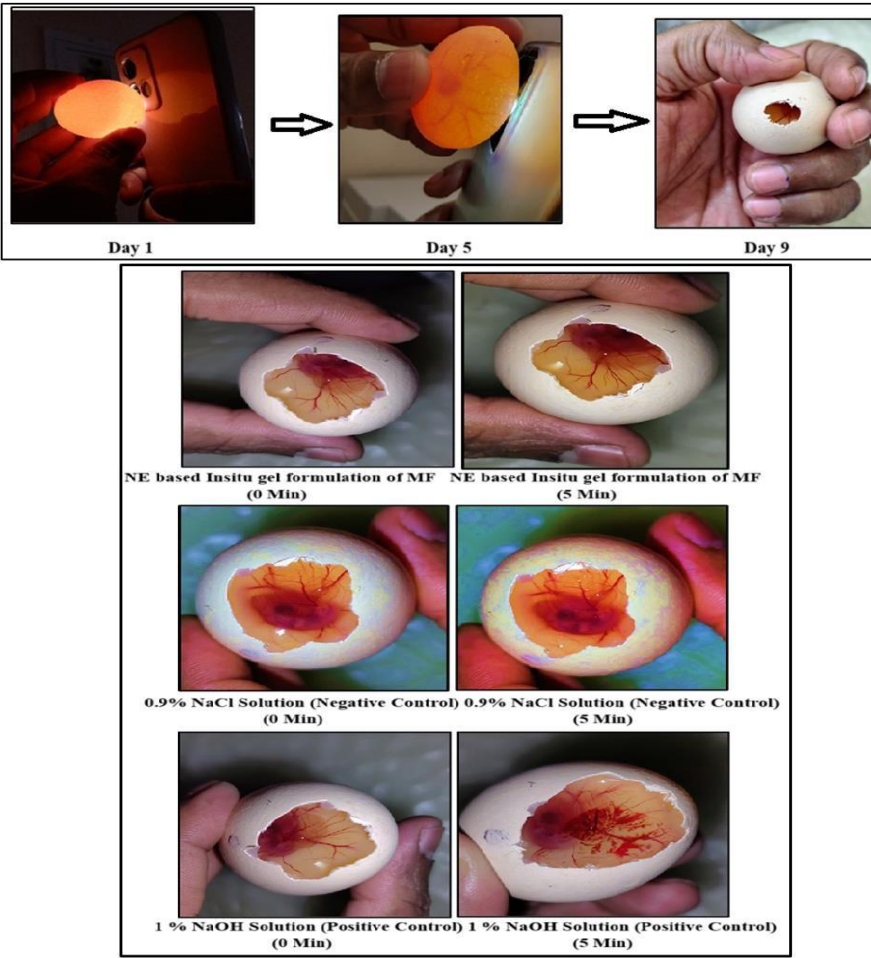 Day 1
Day 5
Day 9
NE based Insitu gel formulation of MF
(0 Min)
NE based Insitu gel formulation of MF
(5 Min)
0.9% NaCl Solution (Negative Control)
(0 Min)
0.9% NaCl Solution (Negative Control)
(5 Min)
1 % NaOH Solution (Positive Control)
(0 Min)
1 % NaOH Solution (Positive Control)
(5 Min)